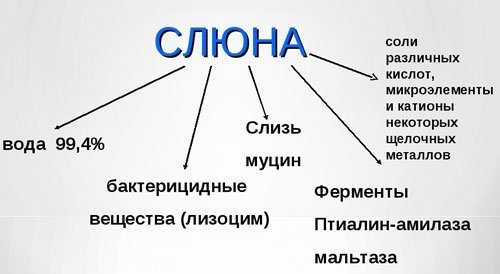 СЛЮНА
соли
различных
кислот,
микроэлементы
и катионы
некоторых
щелочных
металлов
вода 99,4%
Слизь
муцин
бактерицидные
вещества (лизоцим)
Ферменты
Птиалин-амилаза
мальтаза